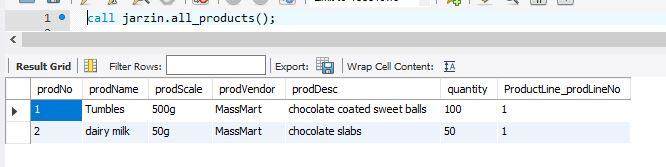 1 call jarzin.all_products();
Result Grid Filter Rows: Export: Wrap Cell Content:
prodNo prodName prodScale prodVendor prodDesc quantity ProductLine_prodLineNo
1 Tumbles 500g MassMart chocolate coated sweet balls 100 1
2 dairy milk 50g MassMart chocolate slabs 50 1